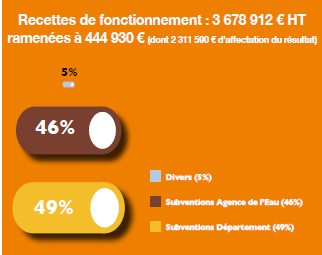 Recettes de fonctionnement : 3 678 912 € HT
ramenées à 444 930 € (dont 2 311 590 € d'affectation du résultat)
5%
46%
49%
Divers (5%)
Subventions Agence de l'Eau (46%)
Subventions Département (49%)